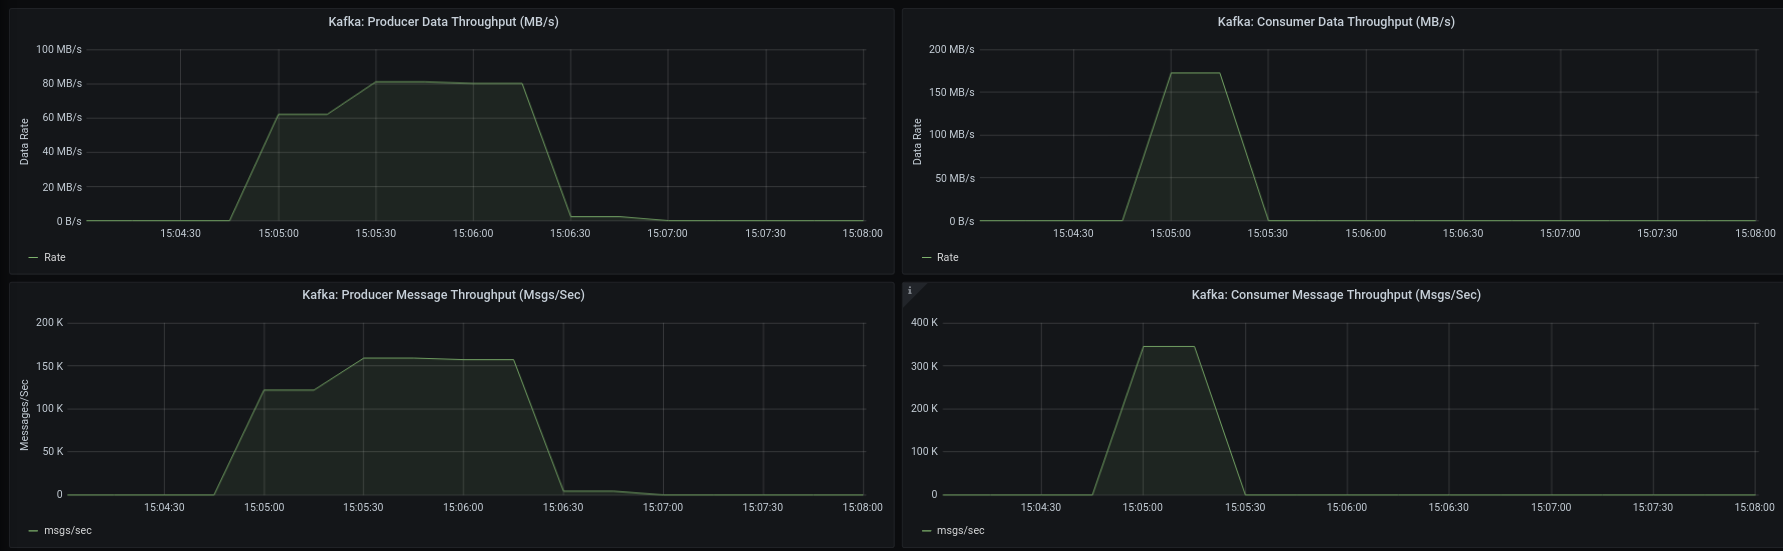 Kafka: Producer Data Throughput (MB/s)
100 MB/s
80 MB/s
60 MB/s
40 MB/s
20 MB/s
0 B/s
Data Rate
15:04:30 15:05:00 15:05:30 15:06:00 15:06:30 15:07:00 15:07:30 15:08:00
Rate
Kafka: Consumer Data Throughput (MB/s)
200 MB/s
150 MB/s
100 MB/s
50 MB/s
0 B/s
Data Rate
15:04:30 15:05:00 15:05:30 15:06:00 15:06:30 15:07:00 15:07:30 15:08:00
Rate
Kafka: Producer Message Throughput (Msgs/Sec)
200 K
150 K
100 K
50 K
0
Messages/Sec
15:04:30 15:05:00 15:05:30 15:06:00 15:06:30 15:07:00 15:07:30 15:08:00
msgs/sec
i
Kafka: Consumer Message Throughput (Msgs/Sec)
400 K
300 K
200 K
100 K
0
15:04:30 15:05:00 15:05:30 15:06:00 15:06:30 15:07:00 15:07:30 15:08:00
msgs/sec